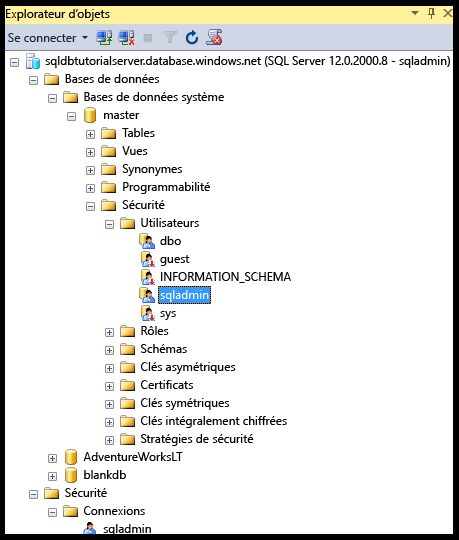 Explorateur d'objets
Se connecter
sqldbtutorialserver.database.windows.net (SQL Server 12.0.2000.8 - sqladmin)
Bases de données
Bases de données système
master
Tables
Vues
Synonymes
Programmabilité
Sécurité
Utilisateurs
dbo
guest
INFORMATION_SCHEMA
sqladmin
sys
Rôles
Schémas
Clés asymétriques
Certificats
Clés symétriques
Clés intégralement chiffrées
Stratégies de sécurité
AdventureWorksLT
blankdb
Sécurité
Connexions
sqladmin